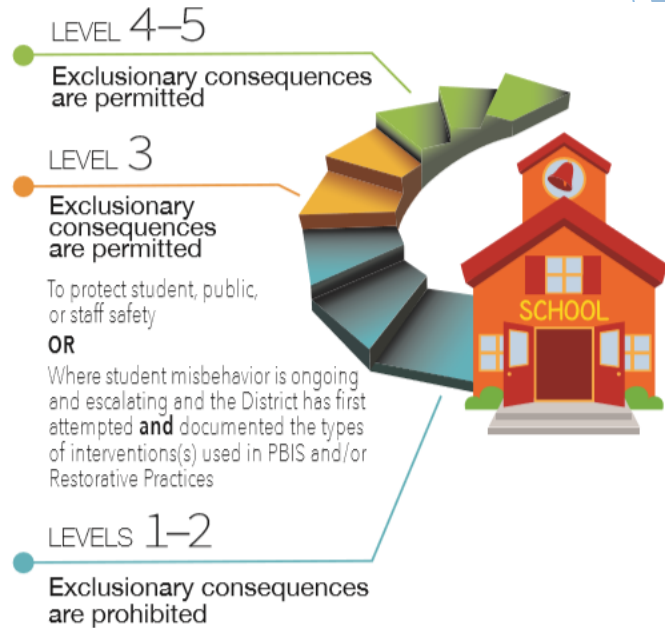 LEVEL 4–5
Exclusionary consequences
are permitted
LEVEL 3
Exclusionary
consequences
are permitted
To protect student, public,
or staff safety
OR
Where student misbehavior is ongoing
and escalating and the District has first
attempted and documented the types
of interventions(s) used in PBIS and/or
Restorative Practices
SCHOOL
LEVELS 1–2
Exclusionary consequences
are prohibited